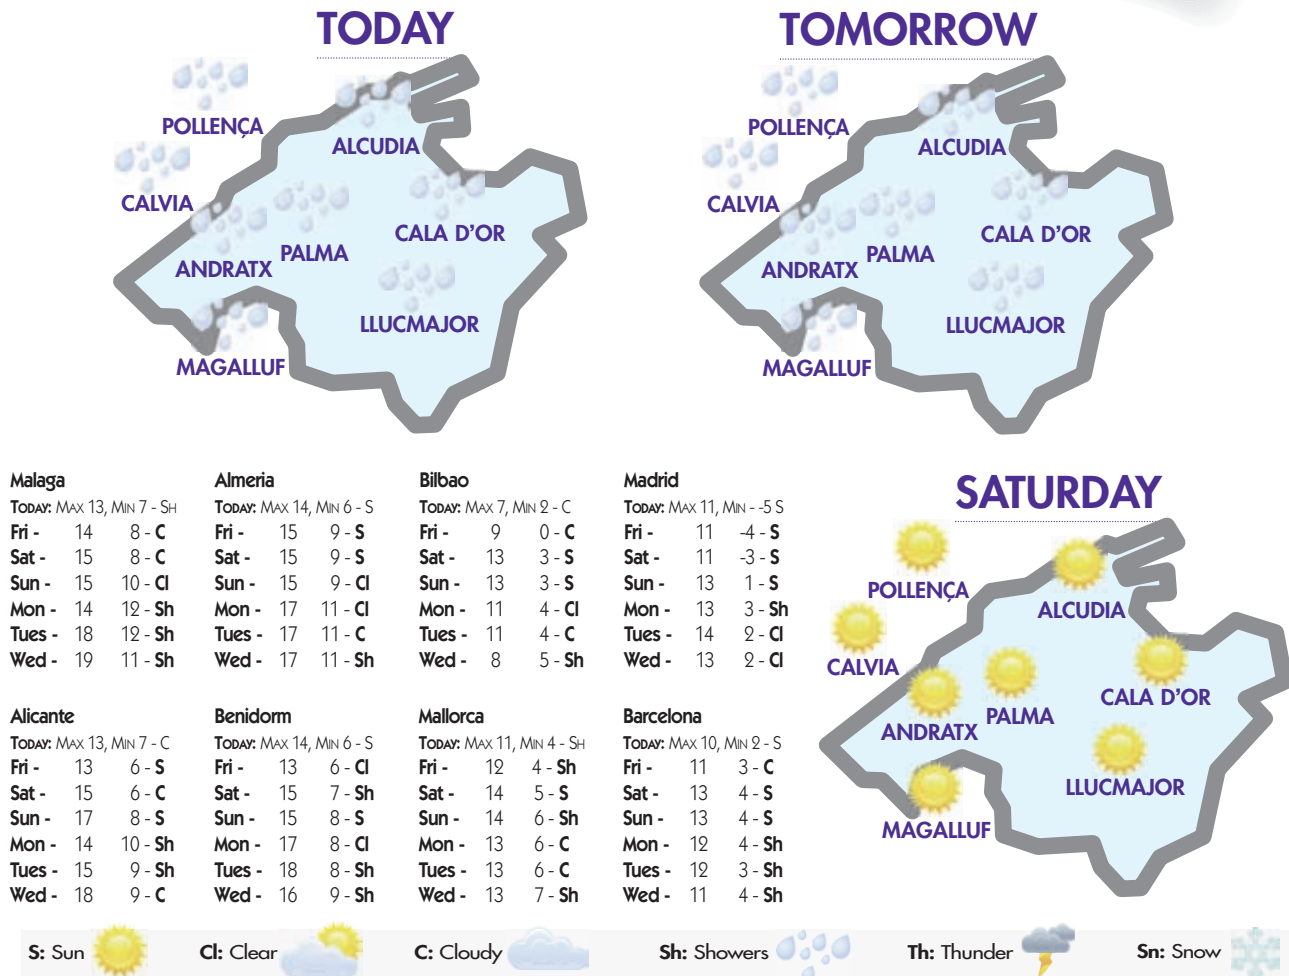 TODAY
POLLENÇA
ALCUDIA
CALVIA
CALA D'OR
PALMA
ANDRATX
LLUCMAJOR
MAGALLUF
TOMORROW
POLLENÇA
ALCUDIA
CALVIA
CALA D'OR
PALMA
ANDRATX
LLUCMAJOR
MAGALLUF
Malaga
TODAY: MAX 13, MIN 7 - SH
Fri - 14 8 - C
Sat - 15 8 - C
Sun - 15 10 - Cl
Mon - 14 12 - Sh
Tues - 18 12 - Sh
Wed - 19 11 - Sh
Almeria
TODAY: MAX 14, MIN 6 - S
Fri - 15 9 - S
Sat - 15 9 - S
Sun - 15 9 - Cl
Mon - 17 11 - Cl
Tues - 17 11 - C
Wed - 17 11 - Sh
Bilbao
TODAY: MAX 7, MIN 2 - C
Fri - 9 0 - C
Sat - 13 3 - S
Sun - 13 3 - S
Mon - 11 4 - Cl
Tues - 11 4 - C
Wed - 8 5 - Sh
Madrid
TODAY: MAX 11, MIN - -5 S
Fri - 11 -4 - S
Sat - 11 -3 - S
Sun - 13 1 - S
Mon - 13 3 - Sh
Tues - 14 2 - Cl
Wed - 13 2 - Cl
Alicante
TODAY: MAX 13, MIN 7 - C
Fri - 13 6 - S
Sat - 15 6 - C
Sun - 17 8 - S
Mon - 14 10 - Sh
Tues - 15 9 - Sh
Wed - 18 9 - C
Benidorm
TODAY: MAX 14, MIN 6 - S
Fri - 13 6 - Cl
Sat - 15 7 - Sh
Sun - 15 8 - S
Mon - 17 8 - Cl
Tues - 18 8 - Sh
Wed - 16 9 - Sh
Mallorca
TODAY: MAX 11, MIN 4 - SH
Fri - 12 4 - Sh
Sat - 14 5 - S
Sun - 14 6 - Sh
Mon - 13 6 - C
Tues - 13 6 - C
Wed - 13 7 - Sh
Barcelona
TODAY: MAX 10, MIN 2 - S
Fri - 11 3 - C
Sat - 13 4 - S
Sun - 13 4 - S
Mon - 12 4 - Sh
Tues - 12 3 - Sh
Wed - 11 4 - Sh
SATURDAY
POLLENÇA
ALCUDIA
CALVIA
CALA D'OR
PALMA
ANDRATX
LLUCMAJOR
MAGALLUF
S: Sun
Cl: Clear
C: Cloudy
Sh: Showers
Th: Thunder
Sn: Snow